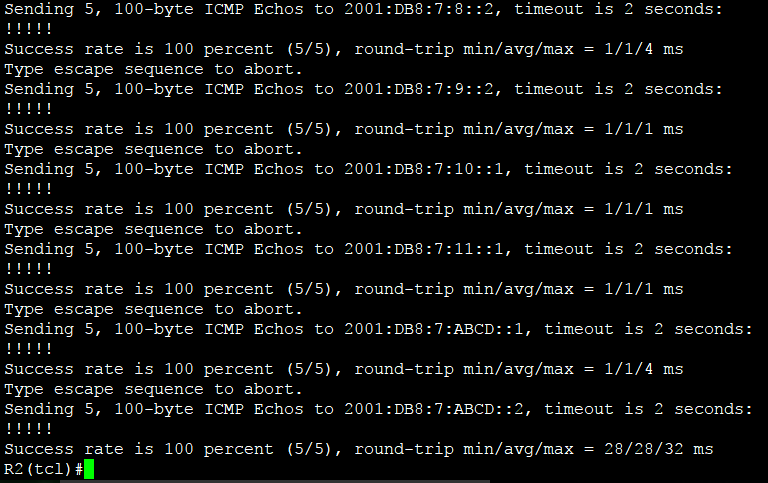 Sending 5, 100-byte ICMP Echos to 2001:DB8:7:8::2, timeout is 2 seconds:
!!!!!
Success rate is 100 percent (5/5), round-trip min/avg/max = 1/1/4 ms
Type escape sequence to abort.
Sending 5, 100-byte ICMP Echos to 2001:DB8:7:9::2, timeout is 2 seconds:
!!!!!
Success rate is 100 percent (5/5), round-trip min/avg/max = 1/1/1 ms
Type escape sequence to abort.
Sending 5, 100-byte ICMP Echos to 2001:DB8:7:10::1, timeout is 2 seconds:
!!!!!
Success rate is 100 percent (5/5), round-trip min/avg/max = 1/1/1 ms
Type escape sequence to abort.
Sending 5, 100-byte ICMP Echos to 2001:DB8:7:11::1, timeout is 2 seconds:
!!!!!
Success rate is 100 percent (5/5), round-trip min/avg/max = 1/1/1 ms
Type escape sequence to abort.
Sending 5, 100-byte ICMP Echos to 2001:DB8:7:ABCD::1, timeout is 2 seconds:
!!!!!
Success rate is 100 percent (5/5), round-trip min/avg/max = 1/1/4 ms
Type escape sequence to abort.
Sending 5, 100-byte ICMP Echos to 2001:DB8:7:ABCD::2, timeout is 2 seconds:
!!!!!
Success rate is 100 percent (5/5), round-trip min/avg/max = 28/28/32 ms
R2(tcl)#